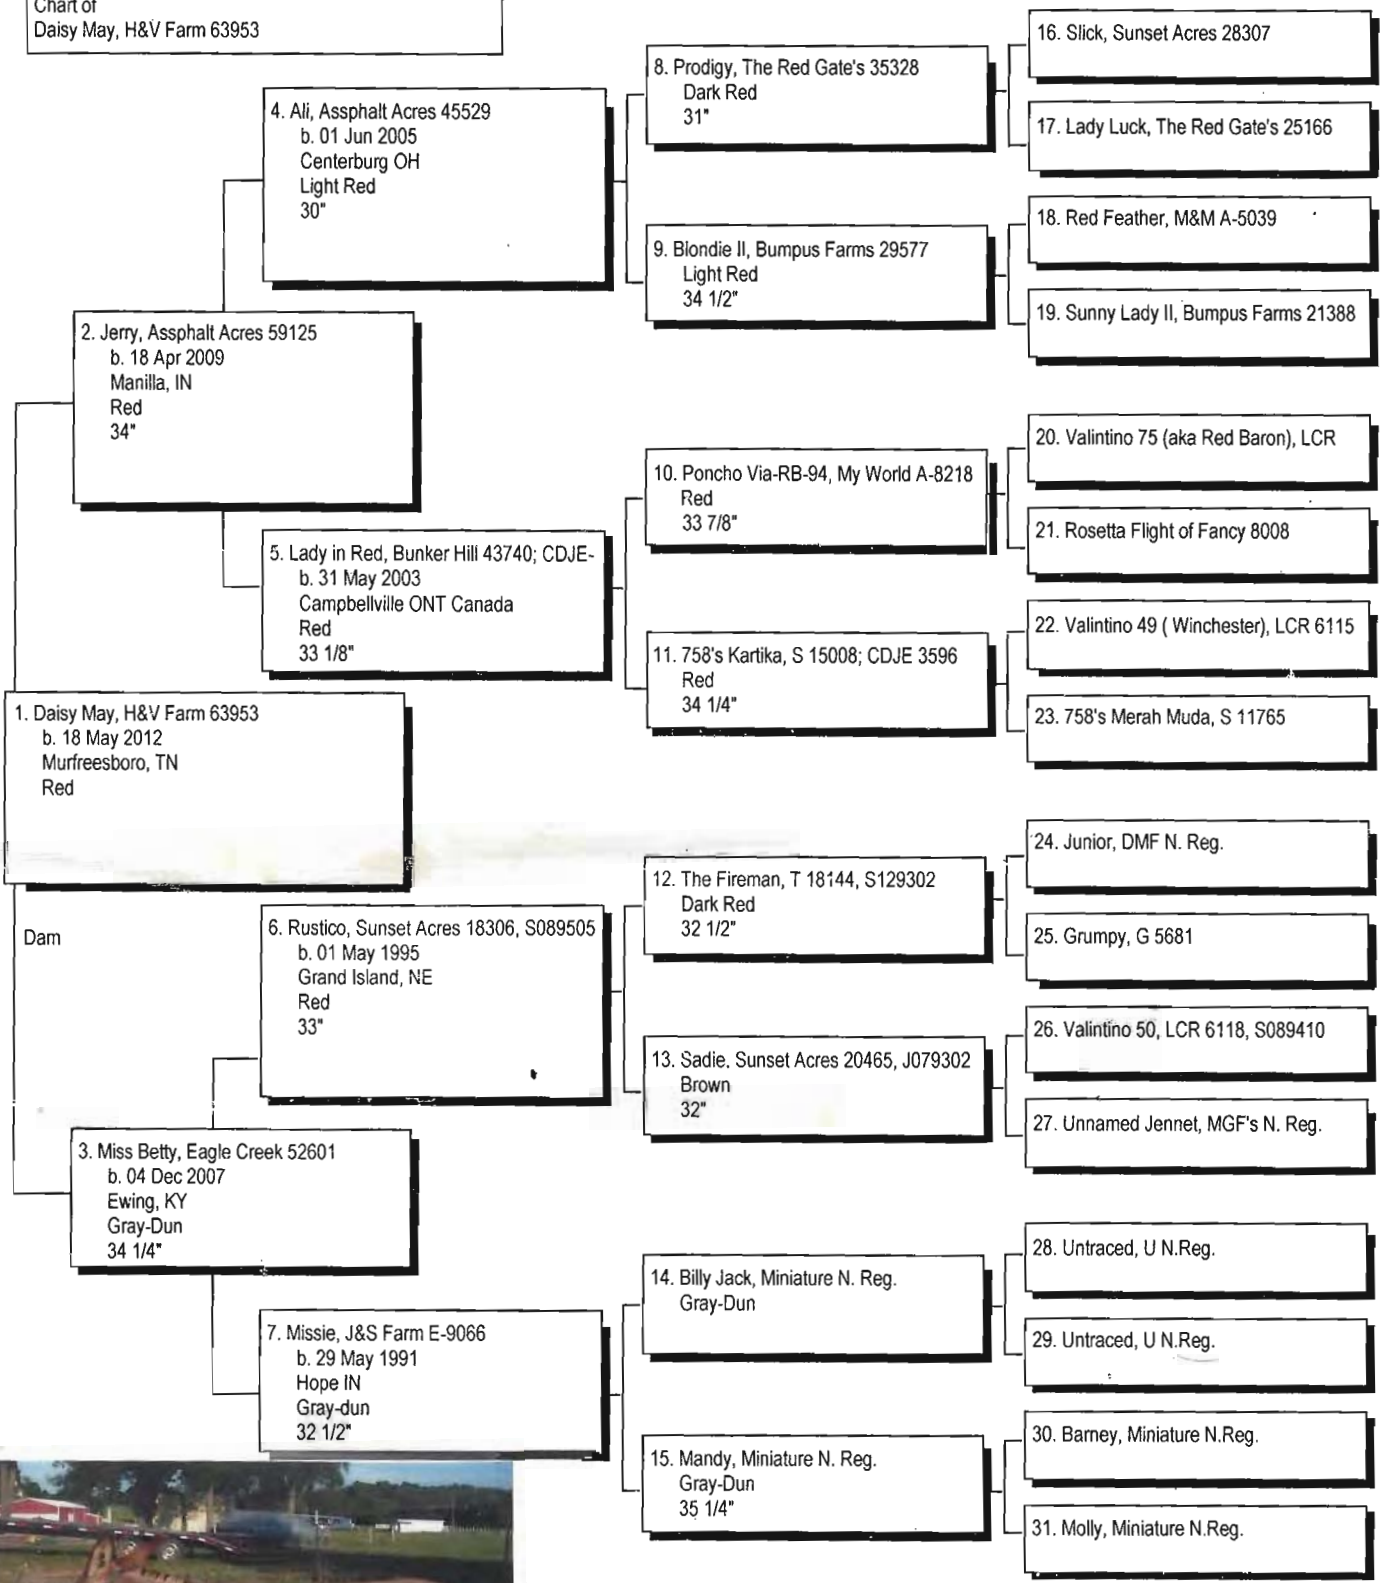 Chart of
Daisy May, H&V Farm 63953
1. Daisy May, H&V Farm 63953
b. 18 May 2012
Murfreesboro, TN
Red
Dam
2. Jerry, Assphalt Acres 59125
b. 18 Apr 2009
Manilla, IN
Red
34"
3. Miss Betty, Eagle Creek 52601
b. 04 Dec 2007
Ewing, KY
Gray-Dun
34 1/4"
4. Ali, Assphalt Acres 45529
b. 01 Jun 2005
Centerburg OH
Light Red
30"
5. Lady in Red, Bunker Hill 43740; CDJE-
b. 31 May 2003
Campbellville ONT Canada
Red
33 1/8"
6. Rustico, Sunset Acres 18306, S089505
b. 01 May 1995
Grand Island, NE
Red
33"
7. Missie, J&S Farm E-9066
b. 29 May 1991
Hope IN
Gray-dun
32 1/2"
8. Prodigy, The Red Gate's 35328
Dark Red
31"
9. Blondie II, Bumpus Farms 29577
Light Red
34 1/2"
10. Poncho Via-RB-94, My World A-8218
Red
33 7/8"
11. 758's Kartika, S 15008; CDJE 3596
Red
34 1/4"
12. The Fireman, T 18144, S129302
Dark Red
32 1/2"
13. Sadie, Sunset Acres 20465, J079302
Brown
32"
14. Billy Jack, Miniature N. Reg.
Gray-Dun
15. Mandy, Miniature N. Reg.
Gray-Dun
35 1/4"
16. Slick, Sunset Acres 28307
17. Lady Luck, The Red Gate's 25166
18. Red Feather, M&M A-5039
19. Sunny Lady II, Bumpus Farms 21388
20. Valintino 75 (aka Red Baron), LCR
21. Rosetta Flight of Fancy 8008
22. Valintino 49 ( Winchester), LCR 6115
23. 758's Merah Muda, S 11765
24. Junior, DMF N. Reg.
25. Grumpy, G 5681
26. Valintino 50, LCR 6118, S089410
27. Unnamed Jennet, MGF's N. Reg.
28. Untraced, U N.Reg.
29. Untraced, U N.Reg.
30. Barney, Miniature N.Reg.
31. Molly, Miniature N.Reg.